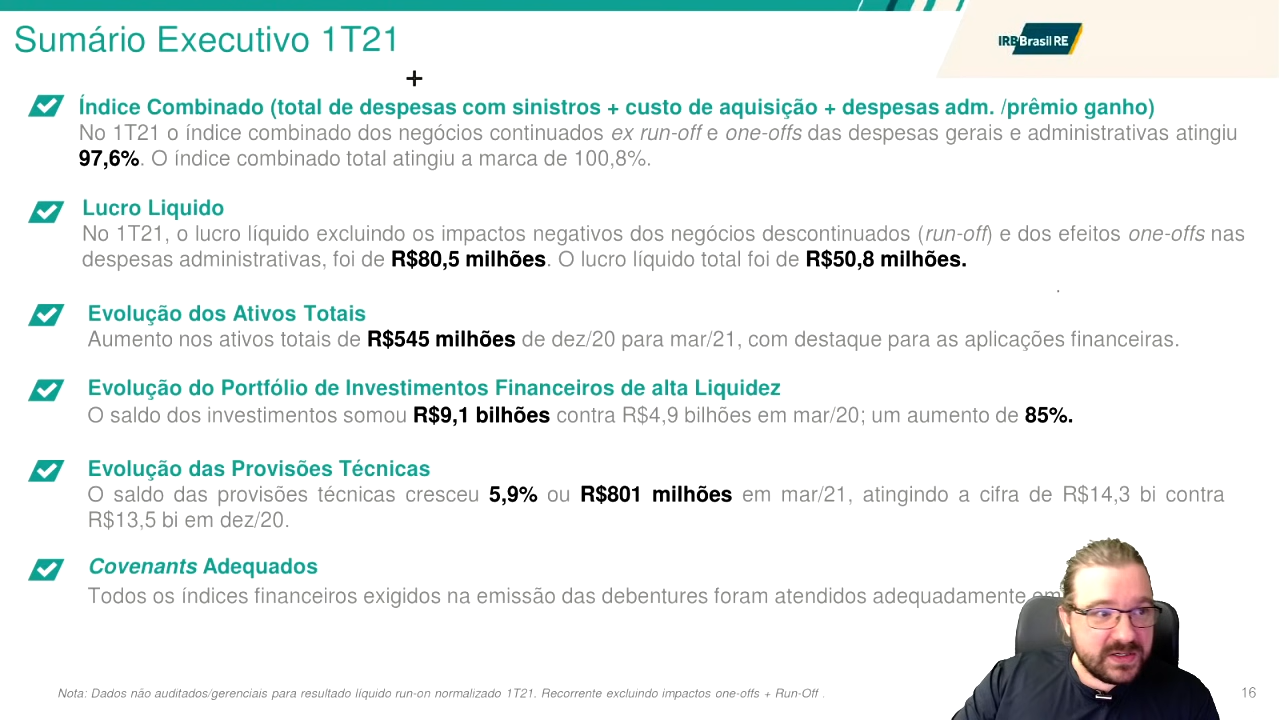 Sumário Executivo 1T21
IRB Brasil RE
Índice Combinado (total de despesas com sinistros + custo de aquisição + despesas adm. /prêmio ganho)
No 1T21 o índice combinado dos negócios continuados ex run-off e one-offs das despesas gerais e administrativas atingiu
97,6%. O índice combinado total atingiu a marca de 100,8%.
Lucro Liquido
No 1T21, o lucro líquido excluindo os impactos negativos dos negócios descontinuados (run-off) e dos efeitos one-offs nas
despesas administrativas, foi de R$80,5 milhões. O lucro líquido total foi de R$50,8 milhões.
Evolução dos Ativos Totais
Aumento nos ativos totais de R$545 milhões de dez/20 para mar/21, com destaque para as aplicações financeiras.
Evolução do Portfólio de Investimentos Financeiros de alta Liquidez
O saldo dos investimentos somou R$9,1 bilhões contra R$4,9 bilhões em mar/20; um aumento de 85%.
Evolução das Provisões Técnicas
O saldo das provisões técnicas cresceu 5,9% ou R$801 milhões em mar/21, atingindo a cifra de R$14,3 bi contra
R$13,5 bi em dez/20.
Covenants Adequados
Todos os índices financeiros exigidos na emissão das debentures foram atendidos adequadamente em
Nota: Dados não auditados/gerenciais para resultado líquido run-on normalizado 1T21. Recorrente excluindo impactos one-offs + Run-Off .
16